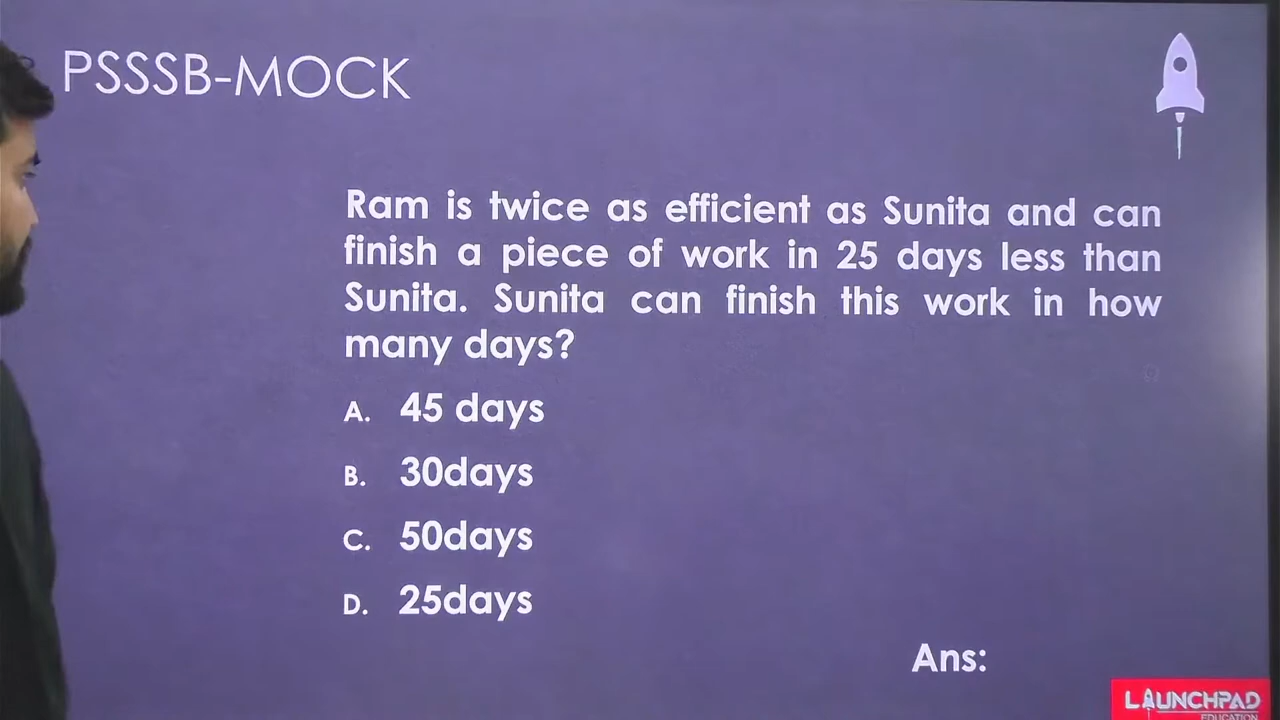 PSSSB-MOCK
Ram is twice as efficient as Sunita and can
finish a piece of work in 25 days less than
Sunita. Sunita can finish this work in how
many days?
A. 45 days
B. 30days
C. 50days
D. 25days
Ans:
LAUNCHPAD
EDUCATION